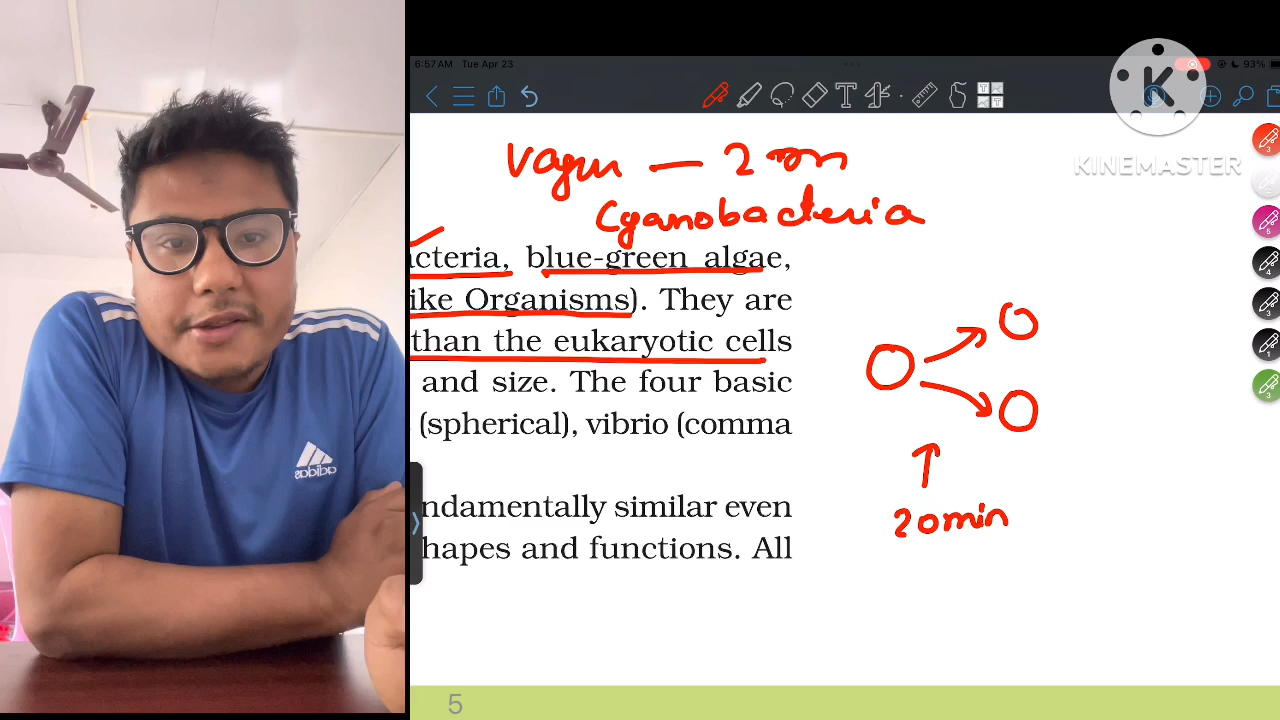 6:57 AM Tue Apr 23
93%
KINEMASTER
2
Cyanobacteria
cteria, blue-green algae,
ike Organisms). They are
than the eukaryotic cells
and size. The four basic
(spherical), vibrio (comma
ndamentally similar even
hapes and functions. All
20min
adidas
5